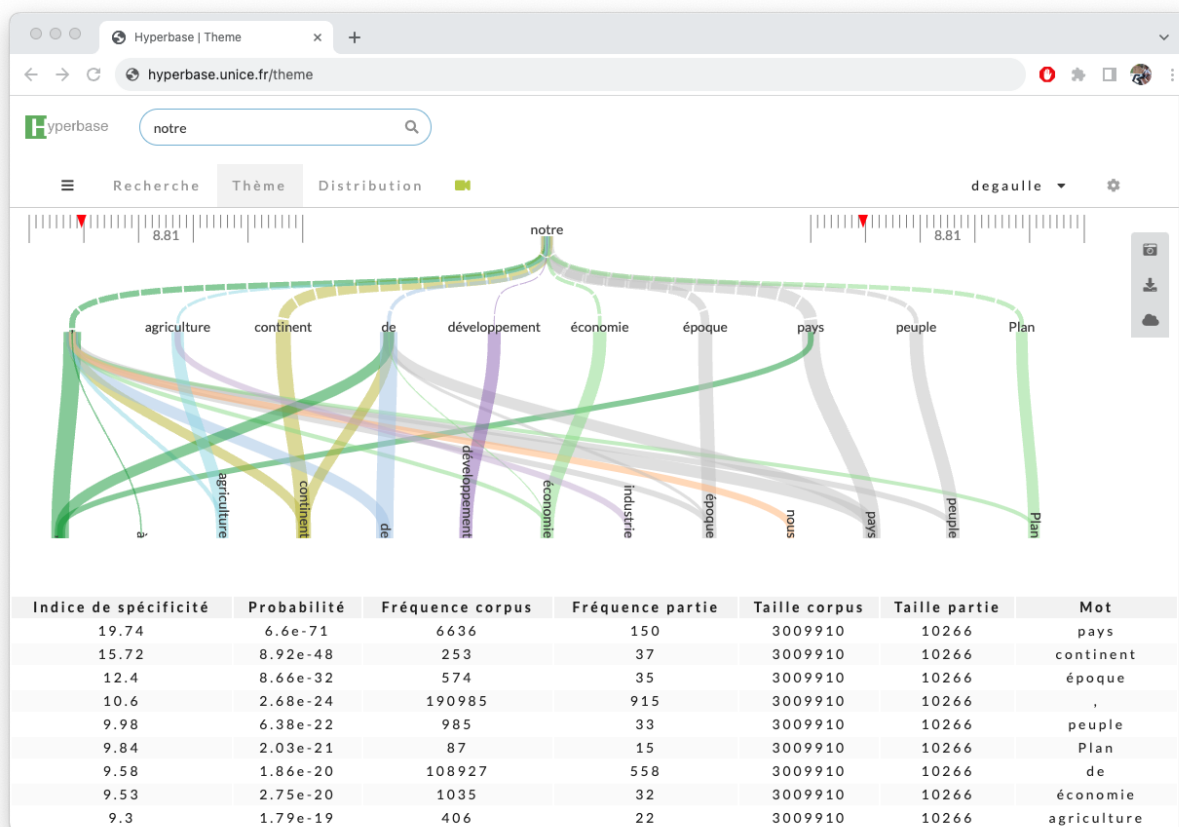 Hyperbase | Theme
hyperbase.unice.fr/theme
Hyperbase
notre
Recherche Thème Distribution degaulle
8.81 8.81
notre
, agriculture continent de développement économie époque pays peuple Plan
, à agriculture continent de développement économie industrie époque nous pays peuple Plan
Indice de spécificité Probabilité Fréquence corpus Fréquence partie Taille corpus Taille partie Mot
19.74 6.6e-71 6636 150 3009910 10266 pays
15.72 8.92e-48 253 37 3009910 10266 continent
12.4 8.66e-32 574 35 3009910 10266 époque
10.6 2.68e-24 190985 915 3009910 10266 ,
9.98 6.38e-22 985 33 3009910 10266 peuple
9.84 2.03e-21 87 15 3009910 10266 Plan
9.58 1.86e-20 108927 558 3009910 10266 de
9.53 2.75e-20 1035 32 3009910 10266 économie
9.3 1.79e-19 406 22 3009910 10266 agriculture